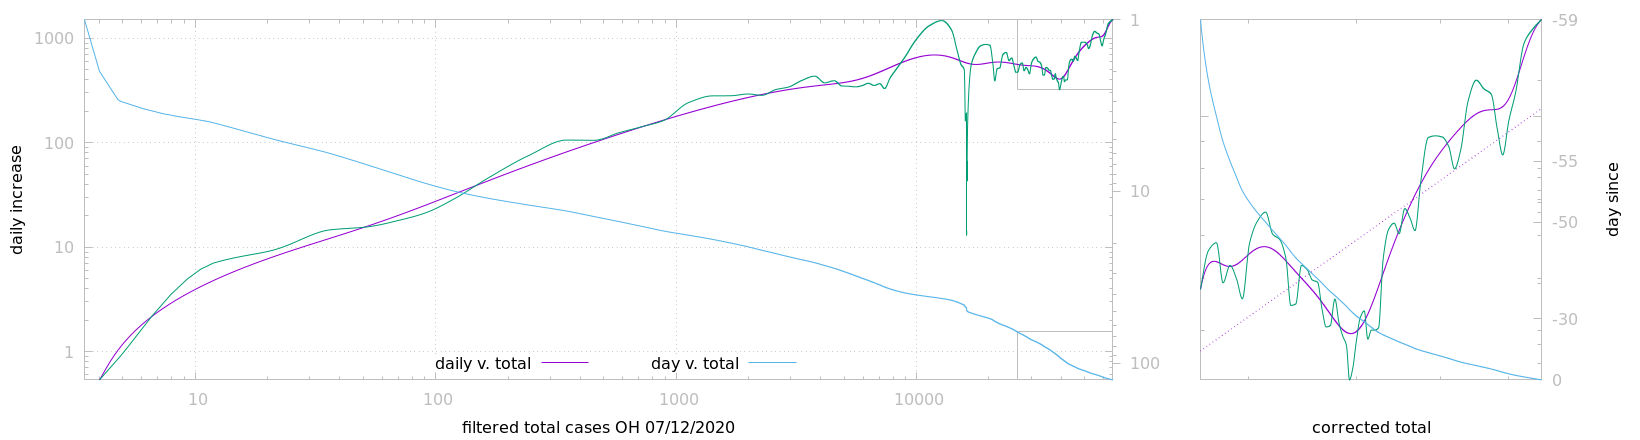 1000
100
10
1
daily increase
10
100
1000
10000
filtered total cases OH 07/12/2020
daily v. total
day v. total
1
10
100
-59
-55
-50
-30
0
day since
corrected total